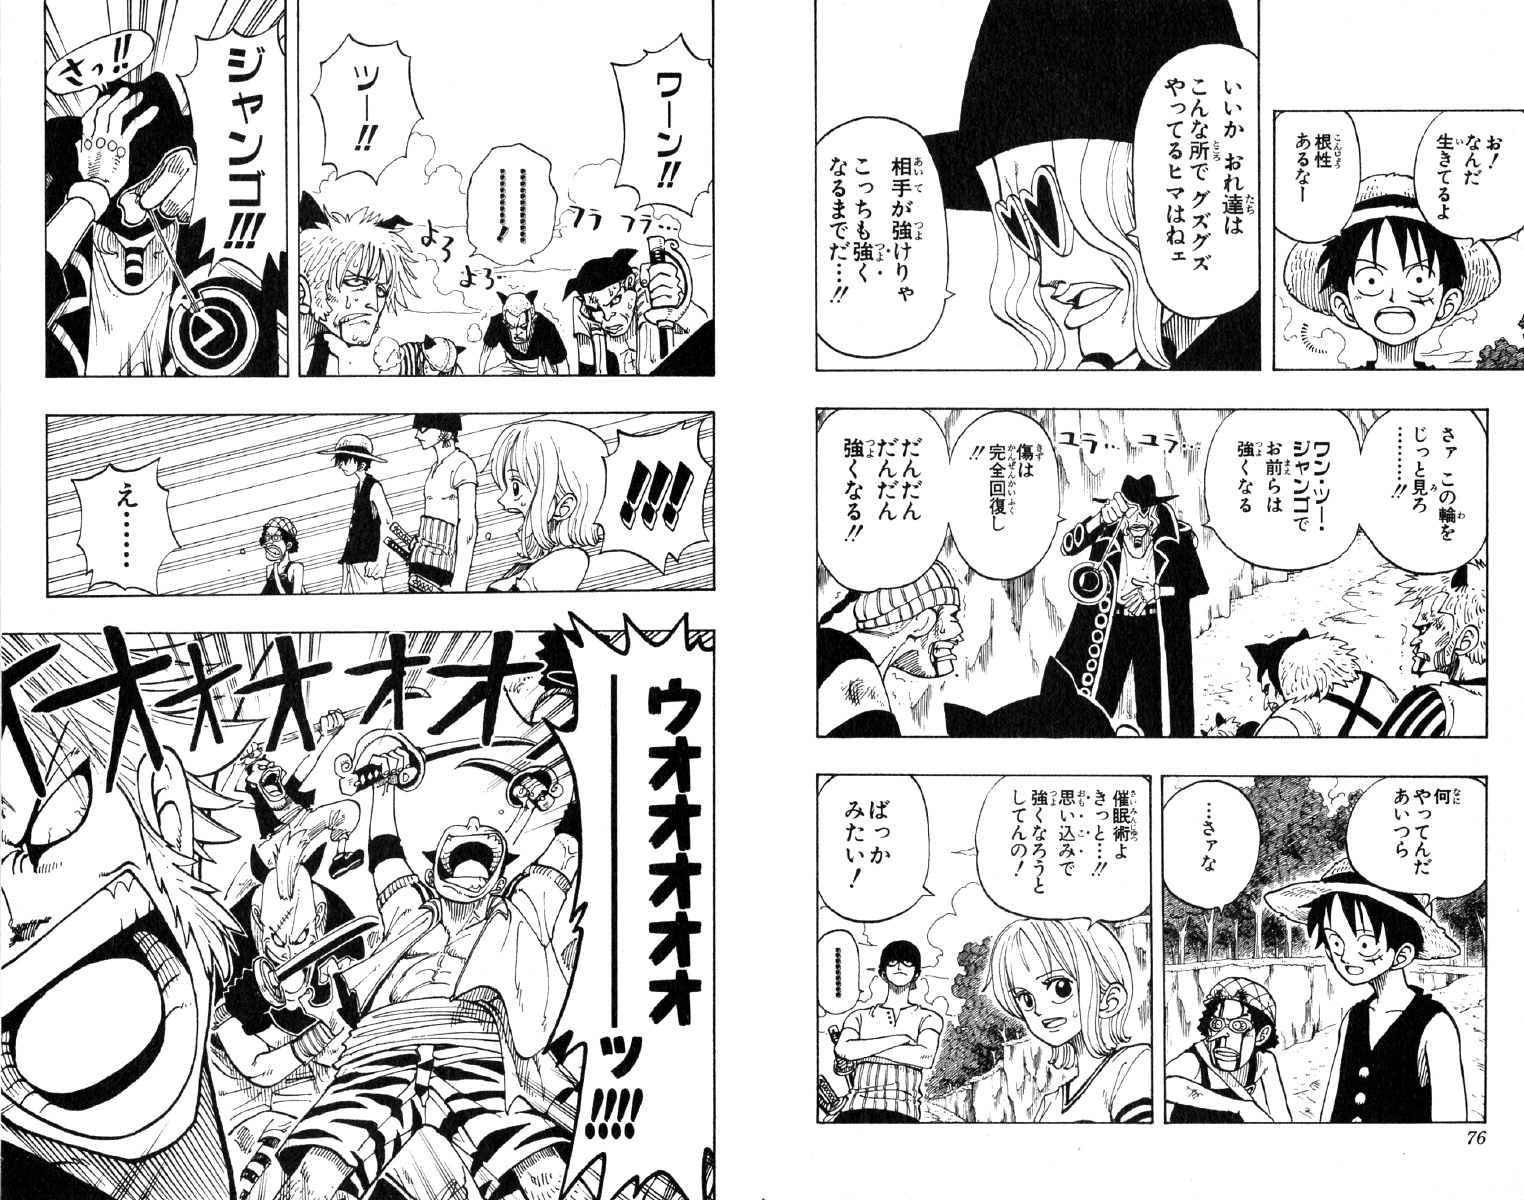 お!
なんだ
生きてるよ
根性
あるなー
いいか おれ達は
こんな所で グズグズ
やってるヒマはねェ
相手が強けりゃ
こっちも強く
なるまでだ…!!
さァ この輪を
じっと見ろ
………!!
ワン・ツー・
ジャンゴで
お前らは
強くなる
ユラ…
ユラ…
傷は
完全回復し
!!
だんだん
だんだん
強くなる!!
何
やってんだ
あいつら
…さァな
催眠術よ
きっと…!!
思い込みで
強くなろうと
してんの!
ばっか
みたい!
…………
76
ワーン!!
フラ
フラ…
…………!
よろ
よろ…
ツー!!
ジャンゴ!!!
さっ!!
!!!
え……
ウオオオオオオ
――――ッ!!!!
オオオオオオオ